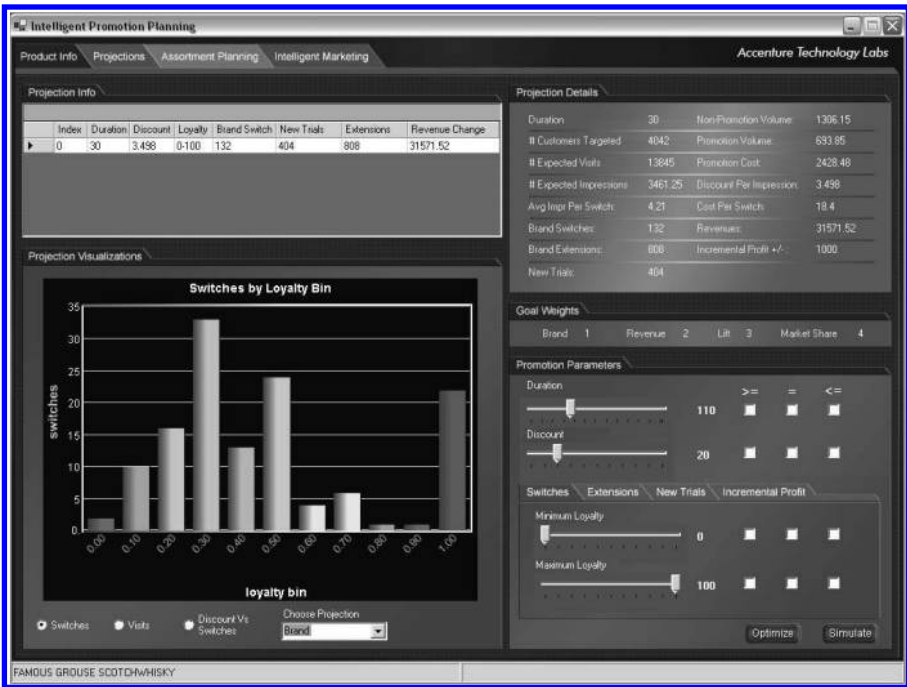 Intelligent Promotion Planning
Product Info Projections Assortment Planning Intelligent Marketing Accenture Technology Labs
Projection Info
Index Duration Discount Loyalty Brand Switch New Trials Extensions Revenue Change
0 30 3.498 0-100 132 404 808 31571.52
Projection Visualizations
Switches by Loyalty Bin
35
30
25
20
15
10
5
0
switches
0.00 0.10 0.20 0.30 0.40 0.50 0.60 0.70 0.80 0.90 1.00
loyalty bin
Switches Visits Discount Vs Switches
Choose Projection
Brand
Projection Details
Duration 30 Non-Promotion Volume: 1306.15
# Customers Targeted 4042 Promotion Volume: 693.85
# Expected Visits 13845 Promotion Cost: 2428.48
# Expected Impressions 3461.25 Discount Per Impression: 3.498
Avg Impr Per Switch: 4.21 Cost Per Switch: 18.4
Brand Switches: 132 Revenues: 31571.52
Brand Extensions: 808 Incremental Profit +/- : 1000
New Trials: 404
Goal Weights
Brand 1 Revenue 2 Lift 3 Market Share 4
Promotion Parameters
Duration >= = <=
110
Discount
20
Switches Extensions New Trials Incremental Profit
Minimum Loyalty
0
Maximum Loyalty
100
Optimize Simulate
FAMOUS GROUSE SCOTCHWHISKY